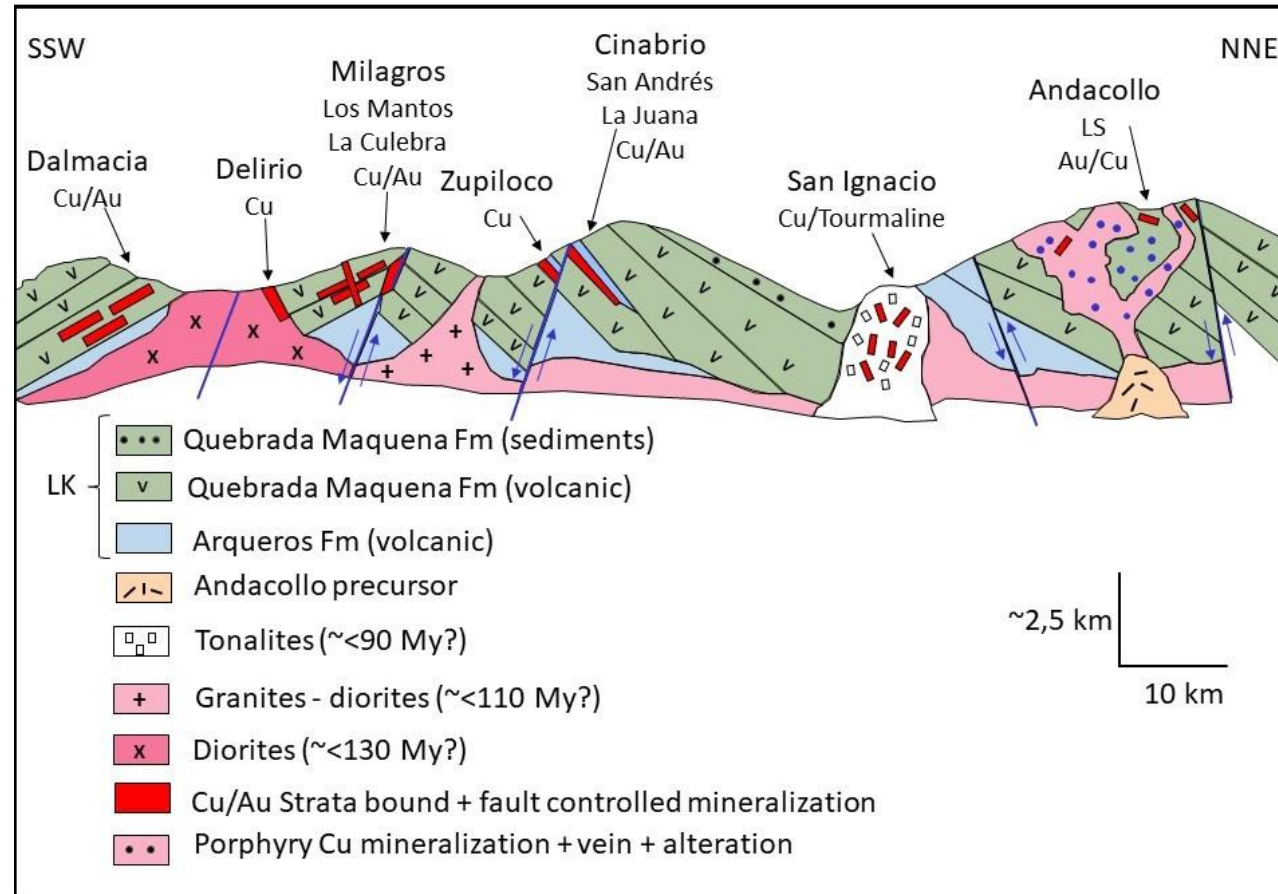 SSW
NNE
Dalmacia
Cu/Au
Delirio
Cu
Milagros
Los Mantos
La Culebra
Cu/Au
Zupiloco
Cu
Cinabrio
San Andrés
La Juana
Cu/Au
San Ignacio
Cu/Tourmaline
Andacollo
LS
Au/Cu
LK
Quebrada Maquena Fm (sediments)
Quebrada Maquena Fm (volcanic)
Arqueros Fm (volcanic)
Andacollo precursor
Tonalites (~<90 My?)
Granites - diorites (~<110 My?)
Diorites (~<130 My?)
Cu/Au Strata bound + fault controlled mineralization
Porphyry Cu mineralization + vein + alteration
~2,5 km
10 km